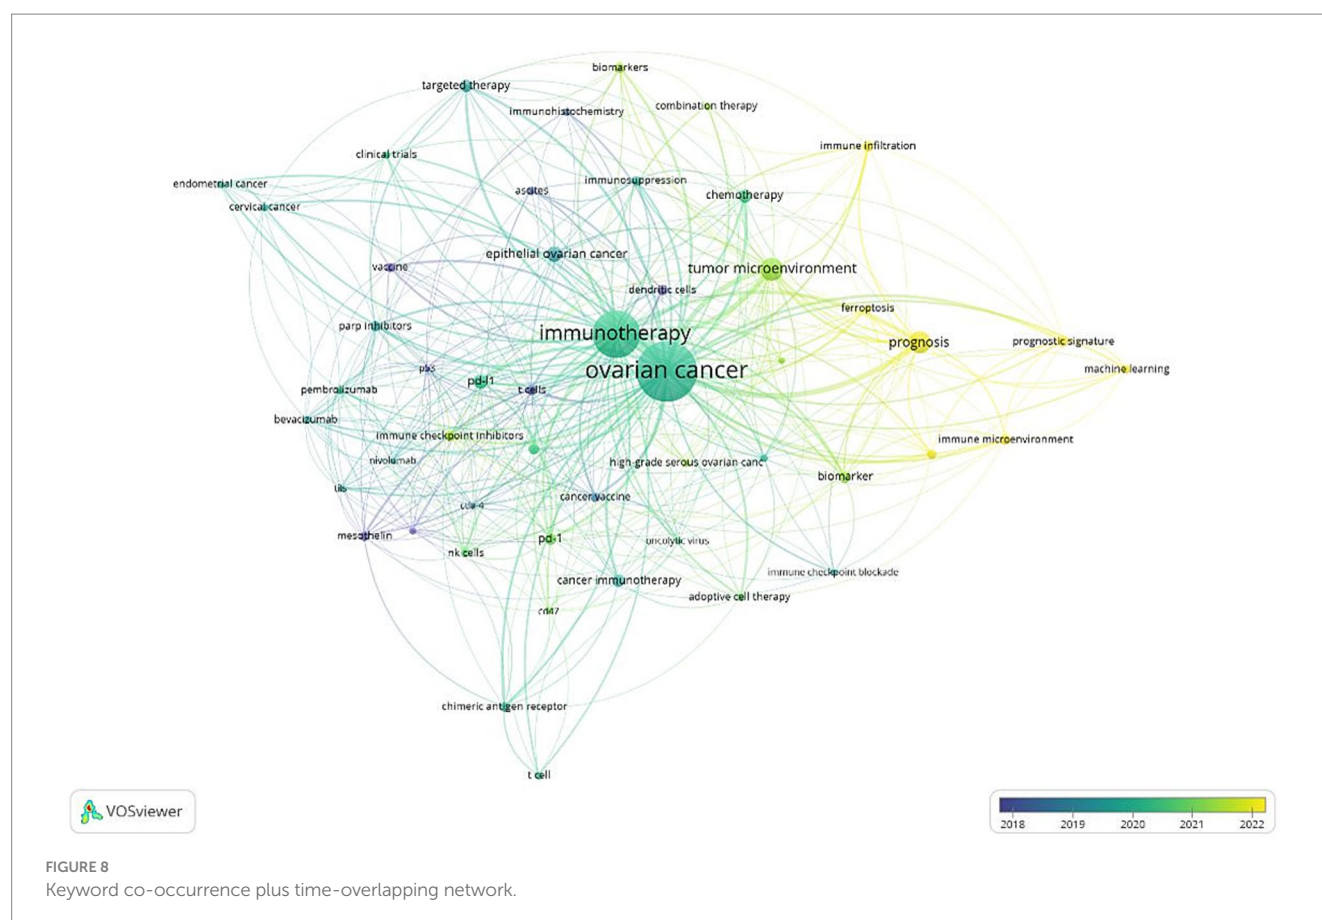 biomarkers
targeted therapy
combination therapy
immunohistochemistry
immune infiltration
clinical trials
immunosuppression
endometrial cancer
ascites
chemotherapy
cervical cancer
epithelial ovarian cancer
vaccine
tumor microenvironment
dendritic cells
ferroptosis
parp inhibitors
immunotherapy
prognosis
prognostic signature
p53
ovarian cancer
machine learning
pd-l1
pembrolizumab
t cells
bevacizumab
immune checkpoint inhibitors
immune microenvironment
nivolumab
high-grade serous ovarian canc
biomarker
tils
cancer vaccine
ctla-4
mesothelin
pd-1
oncolytic virus
nk cells
immune checkpoint blockade
cancer immunotherapy
adoptive cell therapy
cd47
chimeric antigen receptor
t cell
VOSviewer
2018 2019 2020 2021 2022
FIGURE 8
Keyword co-occurrence plus time-overlapping network.